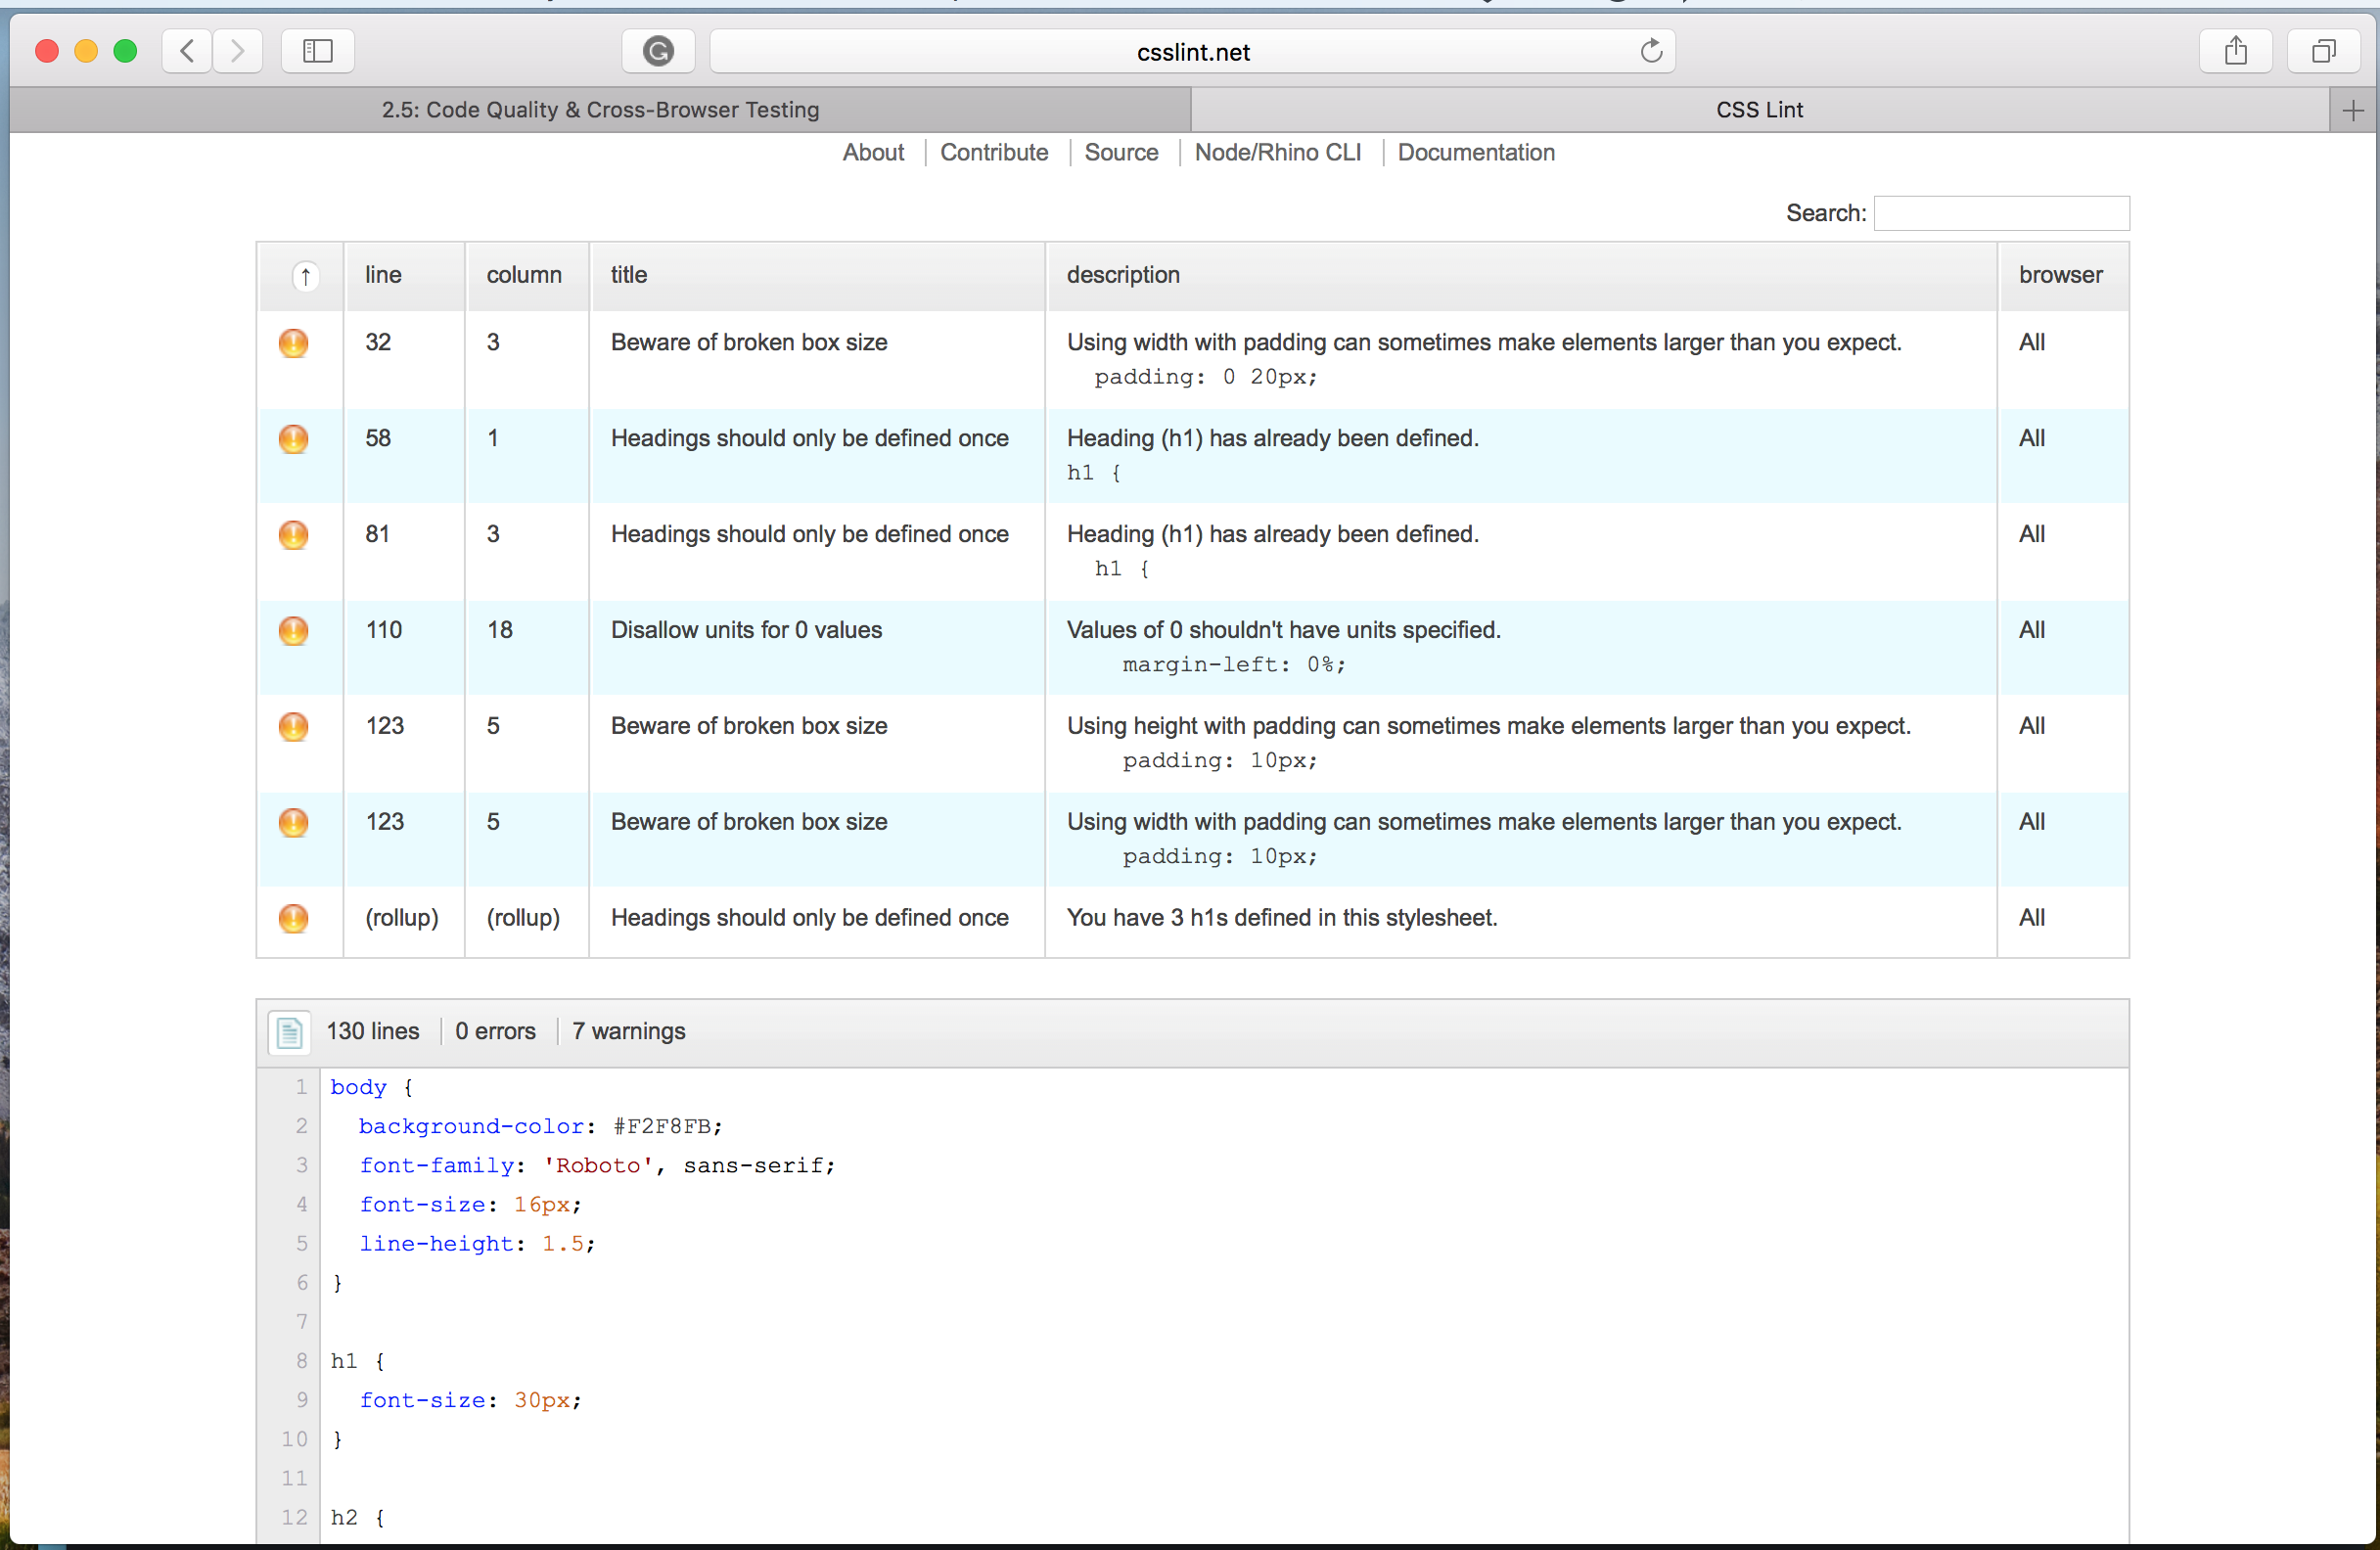 csslint.net
2.5: Code Quality & Cross-Browser Testing
CSS Lint
About Contribute Source Node/Rhino CLI Documentation
Search:
↑ line column title description browser
32 3 Beware of broken box size Using width with padding can sometimes make elements larger than you expect. All
padding: 0 20px;
58 1 Headings should only be defined once Heading (h1) has already been defined. All
h1 {
81 3 Headings should only be defined once Heading (h1) has already been defined. All
h1 {
110 18 Disallow units for 0 values Values of 0 shouldn't have units specified. All
margin-left: 0%;
123 5 Beware of broken box size Using height with padding can sometimes make elements larger than you expect. All
padding: 10px;
123 5 Beware of broken box size Using width with padding can sometimes make elements larger than you expect. All
padding: 10px;
(rollup) (rollup) Headings should only be defined once You have 3 h1s defined in this stylesheet. All
130 lines 0 errors 7 warnings
1 body {
2 background-color: #F2F8FB;
3 font-family: 'Roboto', sans-serif;
4 font-size: 16px;
5 line-height: 1.5;
6 }
7
8 h1 {
9 font-size: 30px;
10 }
11
12 h2 {